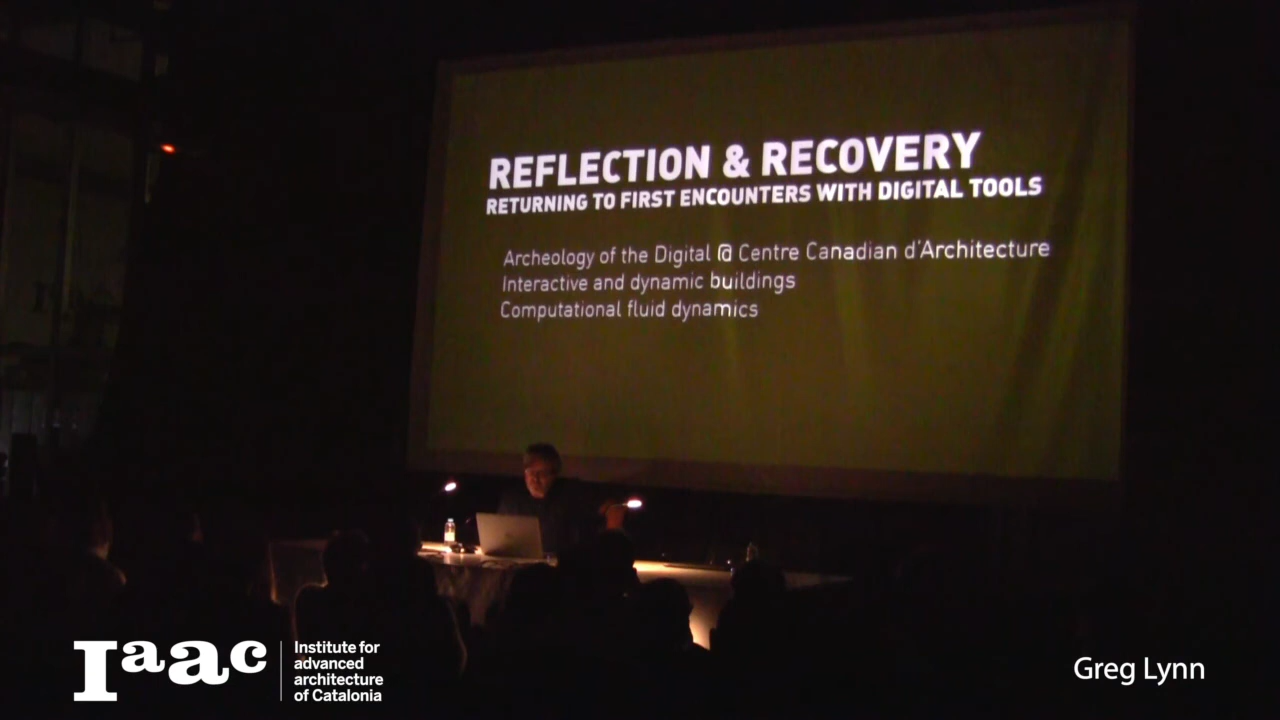 REFLECTION & RECOVERY
RETURNING TO FIRST ENCOUNTERS WITH DIGITAL TOOLS
Archeology of the Digital @ Centre Canadian d'Architecture
Interactive and dynamic buildings
Computational fluid dynamics
Iaac
Institute for
advanced
architecture
of Catalonia
Greg Lynn